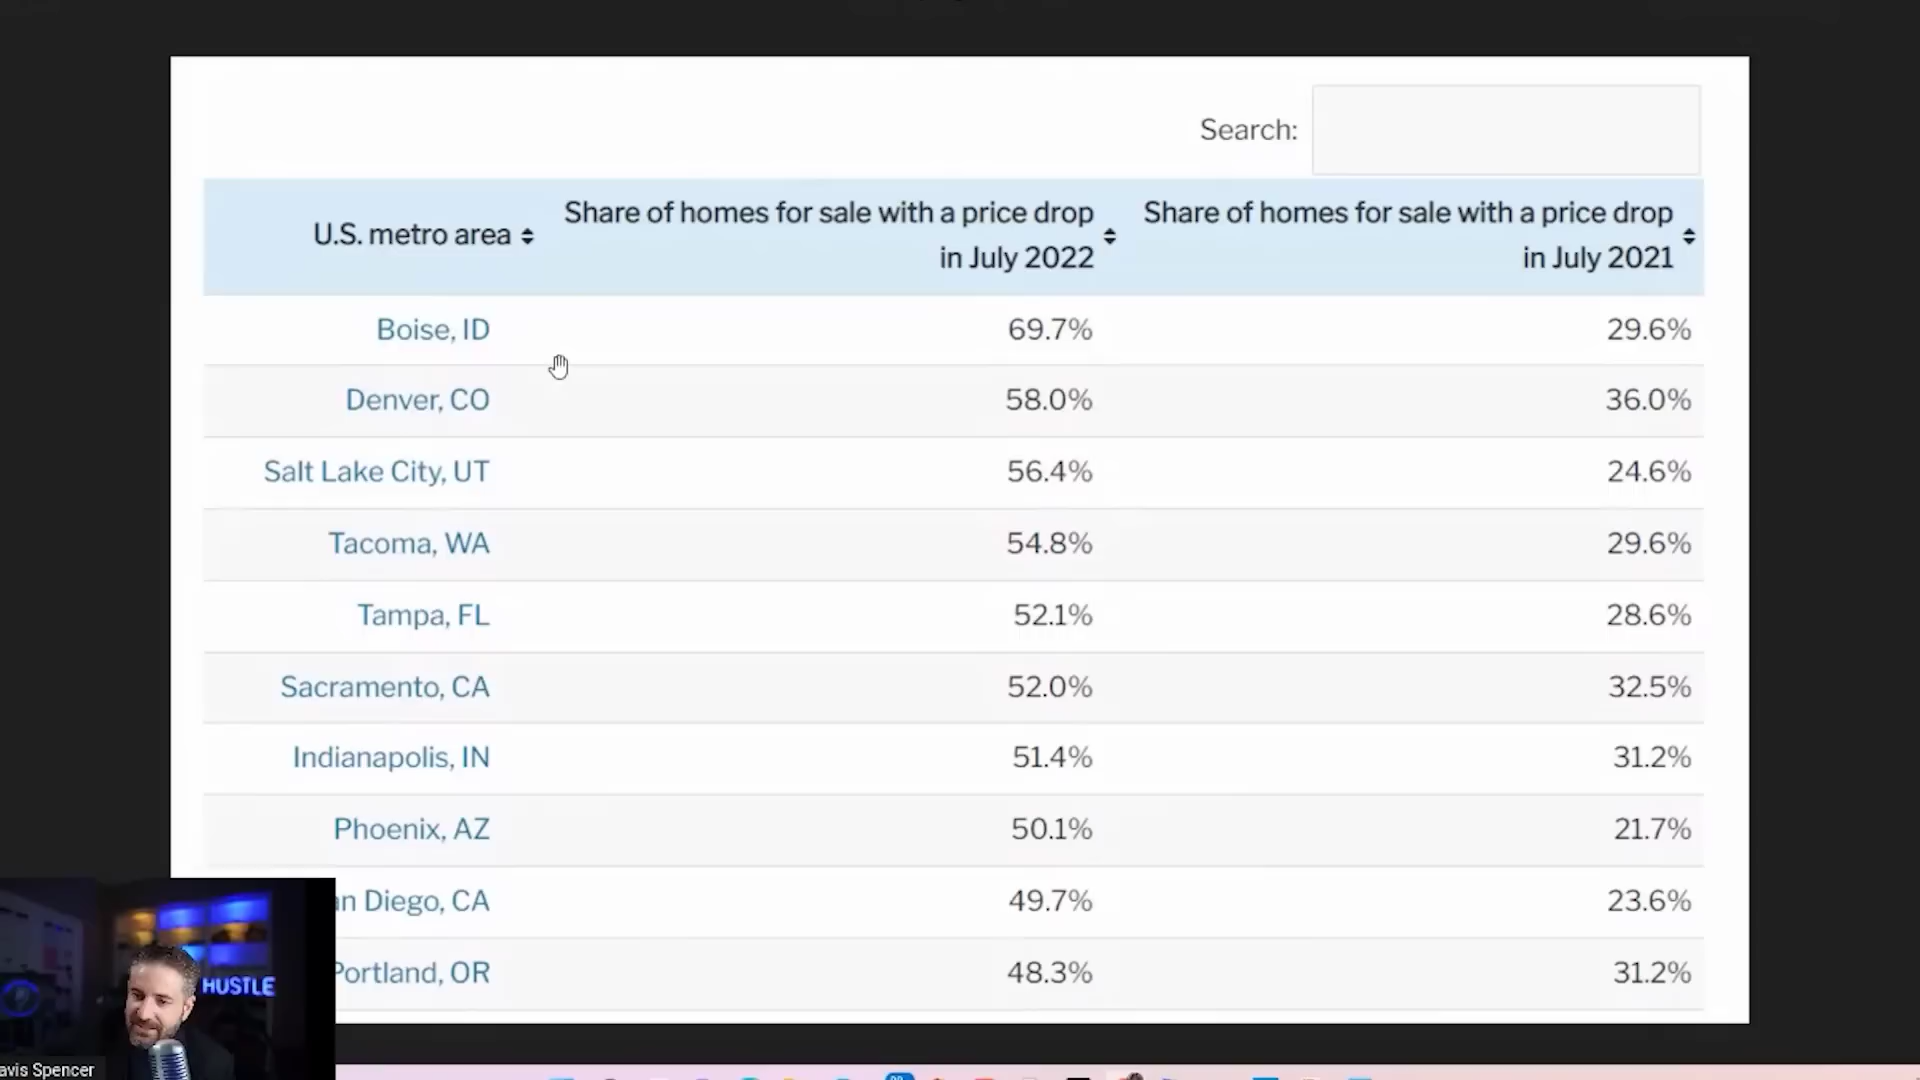 Search:
U.S. metro area
Share of homes for sale with a price drop
in July 2022
Share of homes for sale with a price drop
in July 2021
Boise, ID 69.7% 29.6%
Denver, CO 58.0% 36.0%
Salt Lake City, UT 56.4% 24.6%
Tacoma, WA 54.8% 29.6%
Tampa, FL 52.1% 28.6%
Sacramento, CA 52.0% 32.5%
Indianapolis, IN 51.4% 31.2%
Phoenix, AZ 50.1% 21.7%
an Diego, CA 49.7% 23.6%
Portland, OR 48.3% 31.2%
HUSTLE
avis Spencer